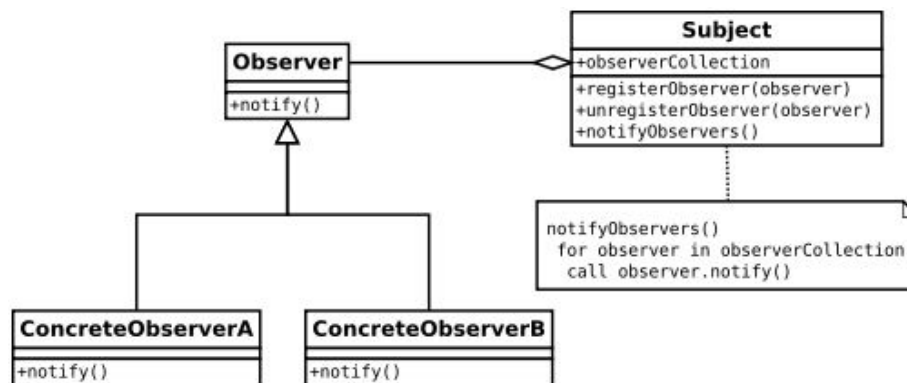 Subject
+observerCollection
+registerObserver(observer)
+unregisterObserver(observer)
+notifyObservers()
Observer
+notify()
notifyObservers()
for observer in observerCollection
call observer.notify()
ConcreteObserverA
+notify()
ConcreteObserverB
+notify()